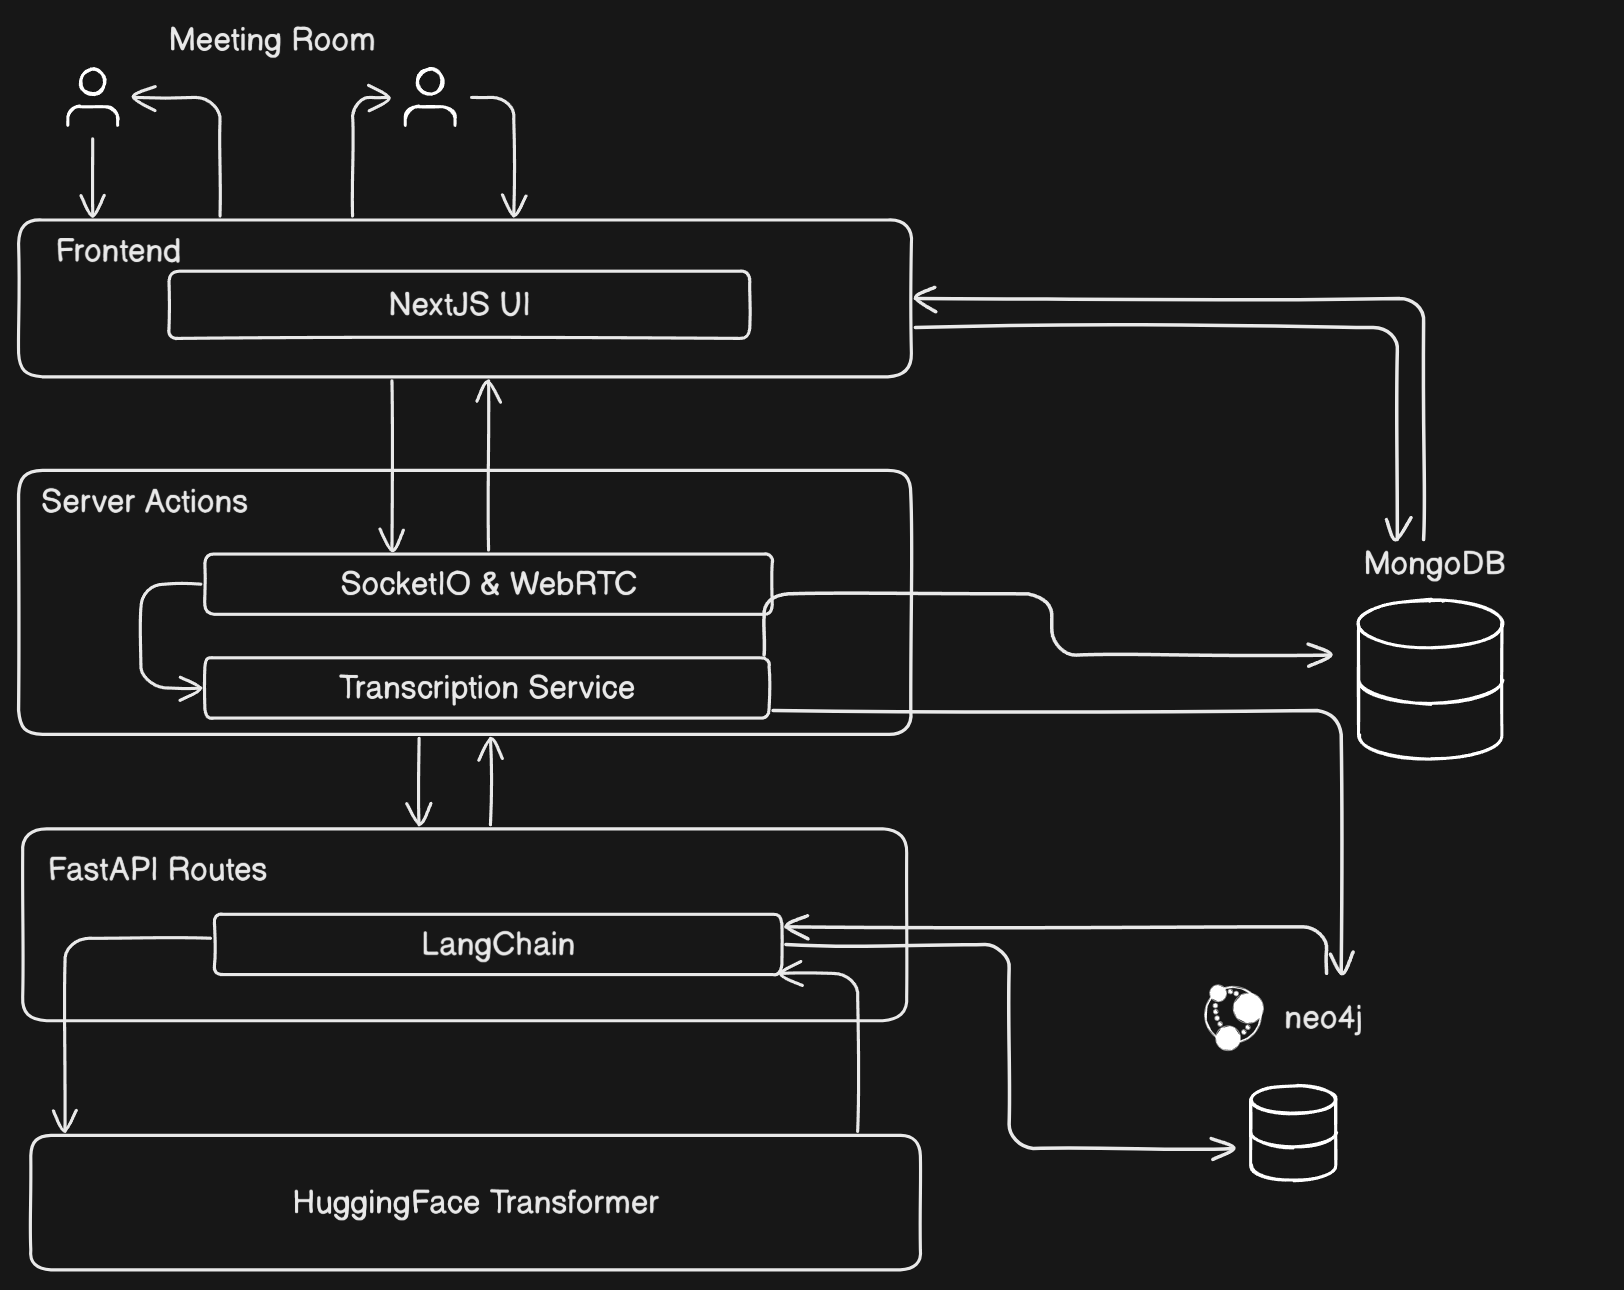 Meeting Room
Frontend
NextJS UI
Server Actions
SocketIO & WebRTC
MongoDB
Transcription Service
FastAPI Routes
LangChain
neo4j
HuggingFace Transformer